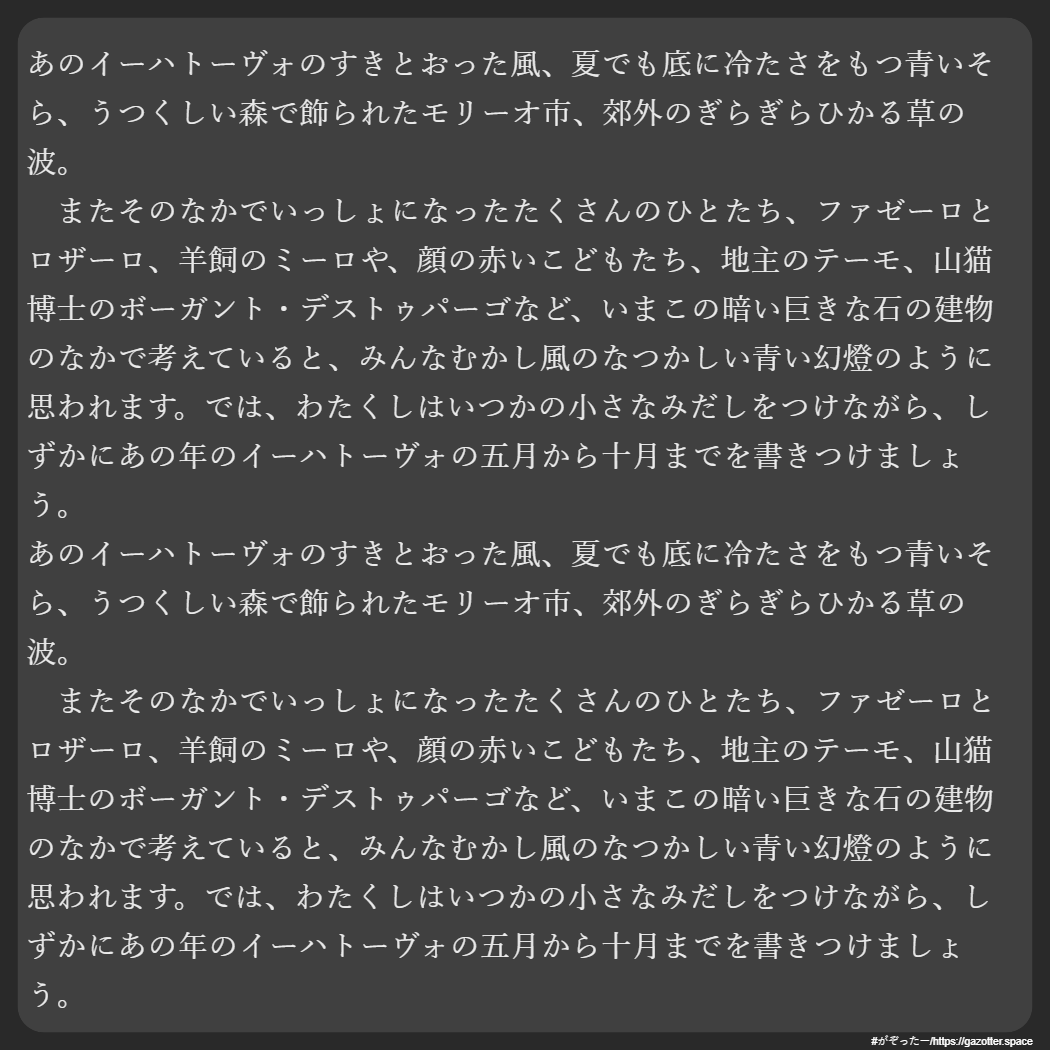 あのイーハトーヴォのすきとおった風、夏でも底に冷たさをもつ青いそ
ら、うつくしい森で飾られたモリーオ市、郊外のぎらぎらひかる草の
波。
　またそのなかでいっしょになったたくさんのひとたち、ファゼーロと
ロザーロ、羊飼のミーロや、顔の赤いこどもたち、地主のテーモ、山猫
博士のボーガント・デストゥパーゴなど、いまこの暗い巨きな石の建物
のなかで考えていると、みんなむかし風のなつかしい青い幻燈のように
思われます。では、わたくしはいつかの小さなみだしをつけながら、し
ずかにあの年のイーハトーヴォの五月から十月までを書きつけましょ
う。
あのイーハトーヴォのすきとおった風、夏でも底に冷たさをもつ青いそ
ら、うつくしい森で飾られたモリーオ市、郊外のぎらぎらひかる草の
波。
　またそのなかでいっしょになったたくさんのひとたち、ファゼーロと
ロザーロ、羊飼のミーロや、顔の赤いこどもたち、地主のテーモ、山猫
博士のボーガント・デストゥパーゴなど、いまこの暗い巨きな石の建物
のなかで考えていると、みんなむかし風のなつかしい青い幻燈のように
思われます。では、わたくしはいつかの小さなみだしをつけながら、し
ずかにあの年のイーハトーヴォの五月から十月までを書きつけましょ
う。
#がぞったー/https://gazotter.space